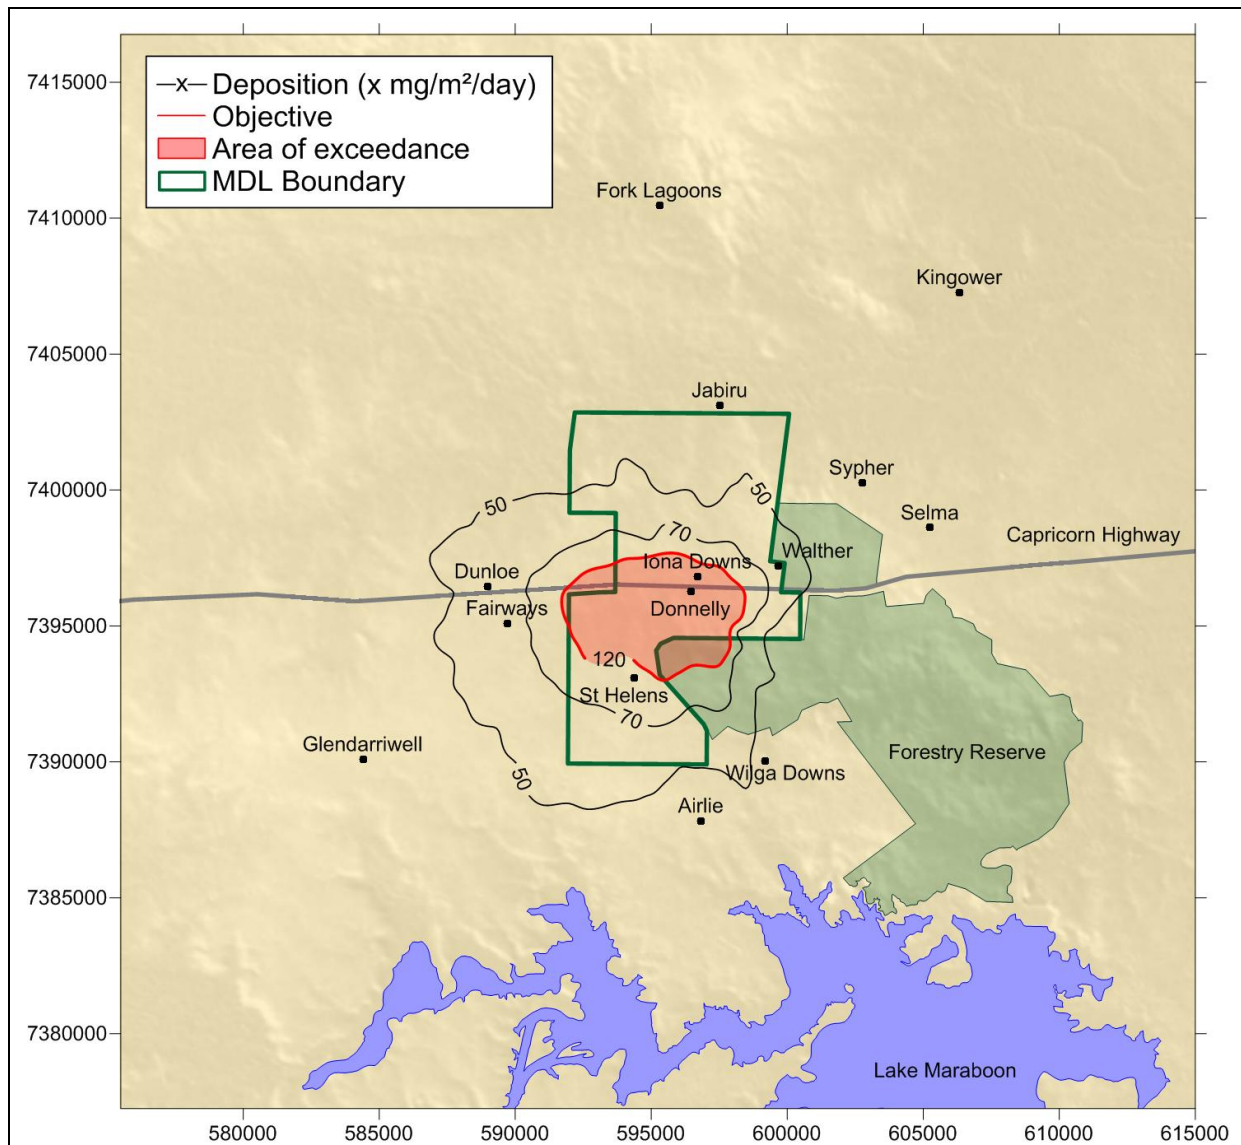 7415000
—x— Deposition (x mg/m²/day)
Objective
Area of exceedance
MDL Boundary
Fork Lagoons
7410000
Kingower
7405000
Jabiru
Sypher
7400000
50
50
Selma
70
Capricorn Highway
Walther
Iona Downs
Dunloe
Fairways
Donnelly
7395000
120
St Helens
70
Glendarriwell
Forestry Reserve
7390000
50
Wilga Downs
Airlie
7385000
7380000
Lake Maraboon
580000 585000 590000 595000 600000 605000 610000 615000